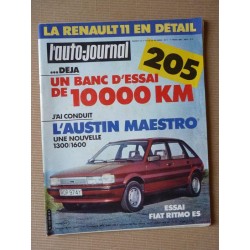 LA RENAULT 11 EN DÉTAIL
l'auto-journal
205
...DEJA
UN BANC D'ESSAI
DE 10000 KM
J'AI CONDUIT
L'AUSTIN MAESTRO
UNE NOUVELLE
1300/1600
ESSAI
FIAT RITMO ES